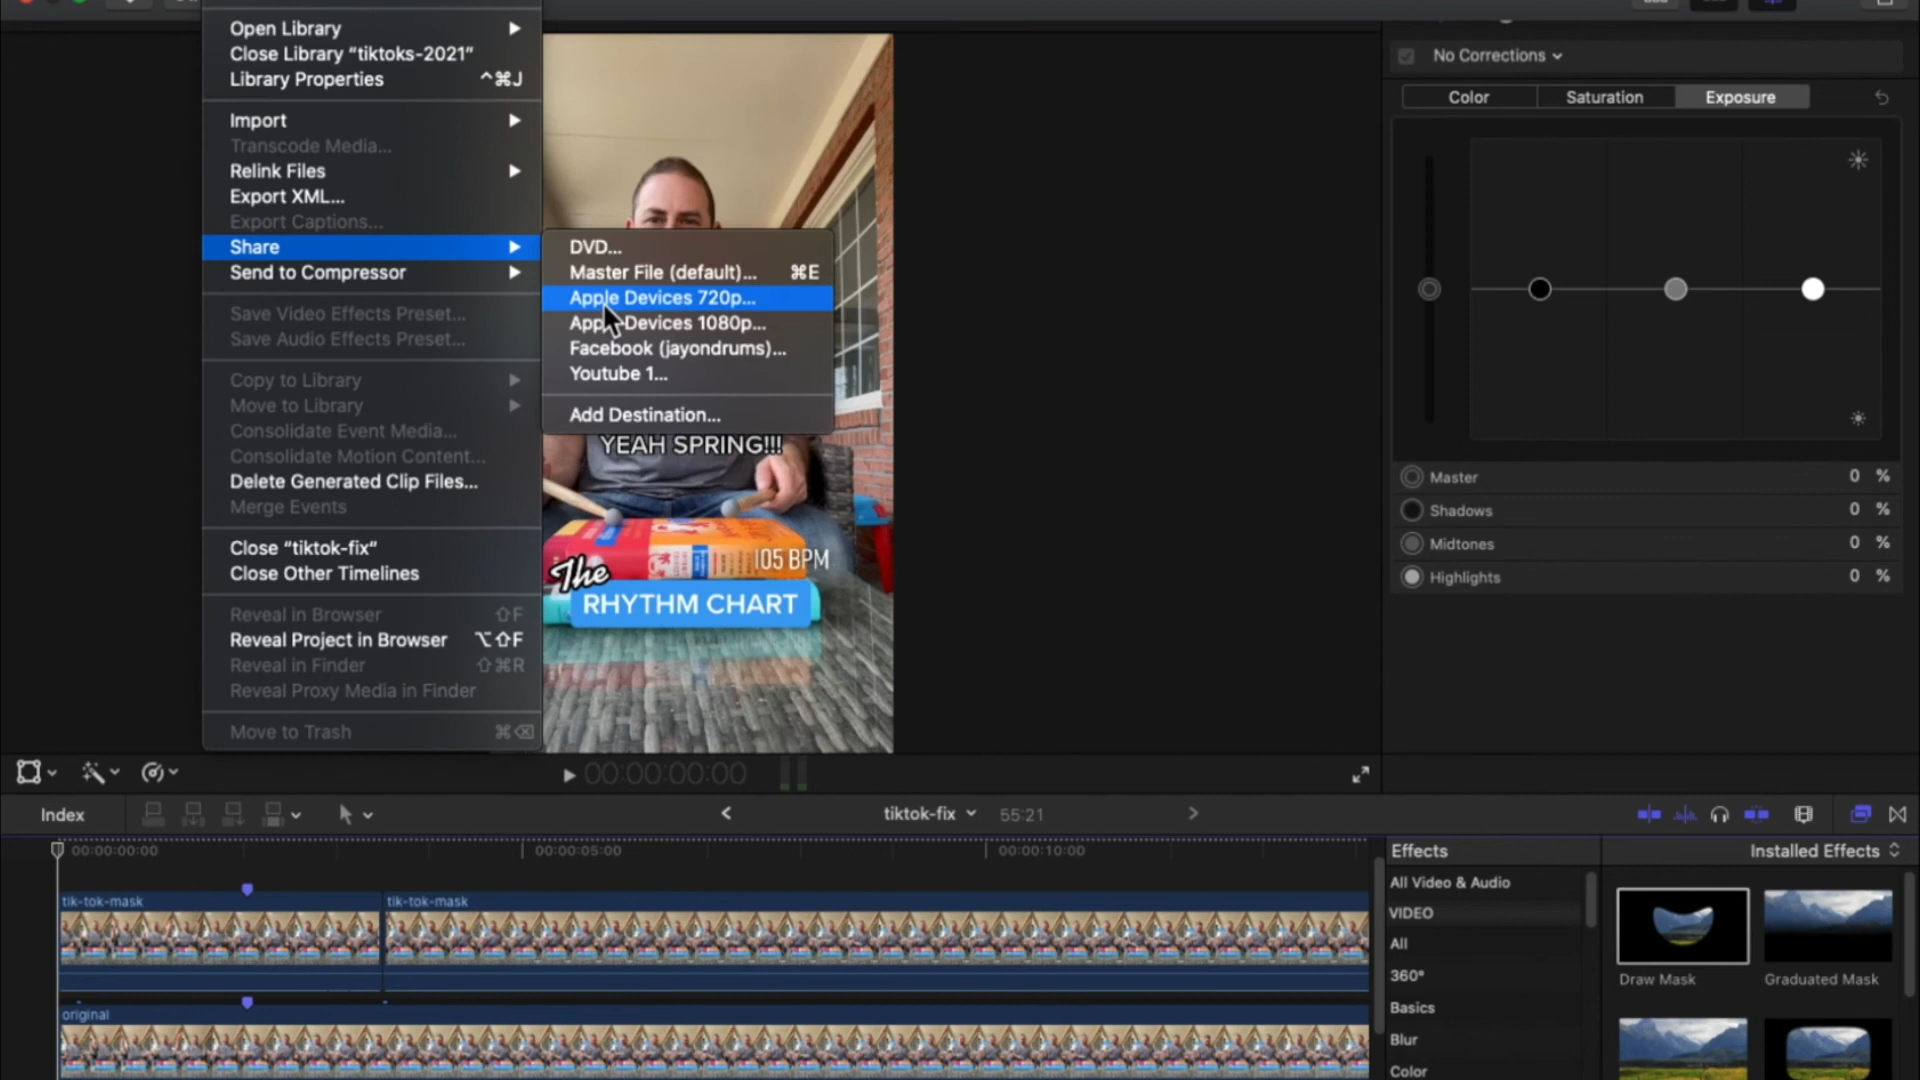 Open Library
Close Library “tiktoks-2021”
Library Properties ^⌘J
Import
Transcode Media...
Relink Files
Export XML...
Export Captions...
Share
Send to Compressor
Save Video Effects Preset...
Save Audio Effects Preset...
Copy to Library
Move to Library
Consolidate Event Media...
Consolidate Motion Content...
Delete Generated Clip Files...
Merge Events
Close “tiktok-fix”
Close Other Timelines
Reveal in Browser ⇧F
Reveal Project in Browser ⌥⇧F
Reveal in Finder ⇧⌘R
Reveal Proxy Media in Finder
Move to Trash ⌘⌫
DVD...
Master File (default)... ⌘E
Apple Devices 720p...
Apple Devices 1080p...
Facebook (jayondrums)...
Youtube 1...
Add Destination...
YEAH SPRING!!!
105 BPM
The
RHYTHM CHART
No Corrections
Color Saturation Exposure
Master 0 %
Shadows 0 %
Midtones 0 %
Highlights 0 %
00:00:00:00
Index
tiktok-fix 55:21
00:00:00:00 00:00:05:00 00:00:10:00
tik-tok-mask tik-tok-mask
original
Effects Installed Effects
All Video & Audio
VIDEO
All
360°
Basics
Blur
Color
Draw Mask Graduated Mask